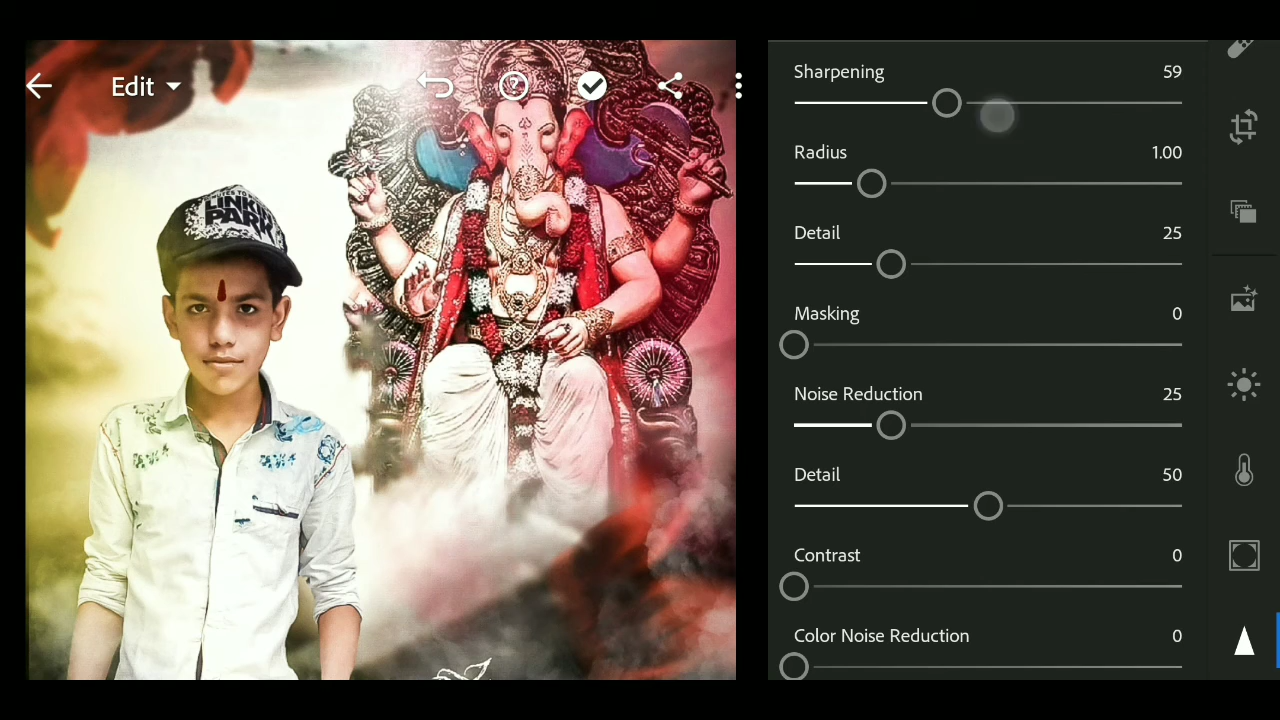 Edit
LINKIN
PARK
Sharpening 59
Radius 1.00
Detail 25
Masking 0
Noise Reduction 25
Detail 50
Contrast 0
Color Noise Reduction 0